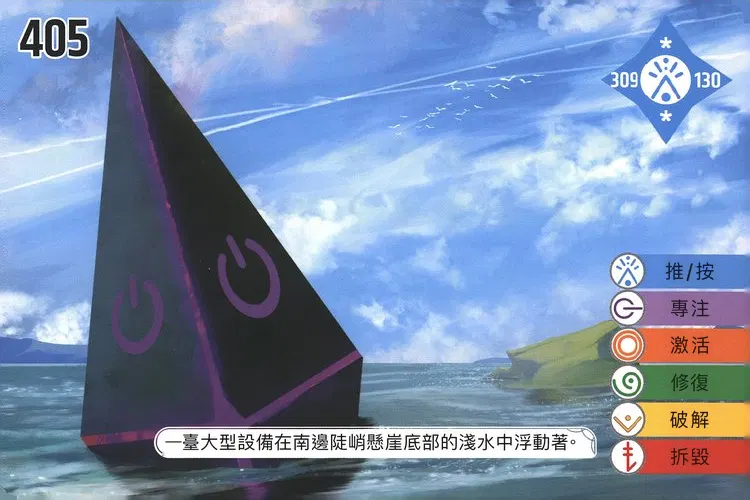 405
*
309 130
*
推/按
專注
激活
修復
破解
拆毀
一臺大型設備在南邊陡峭懸崖底部的淺水中浮動著。